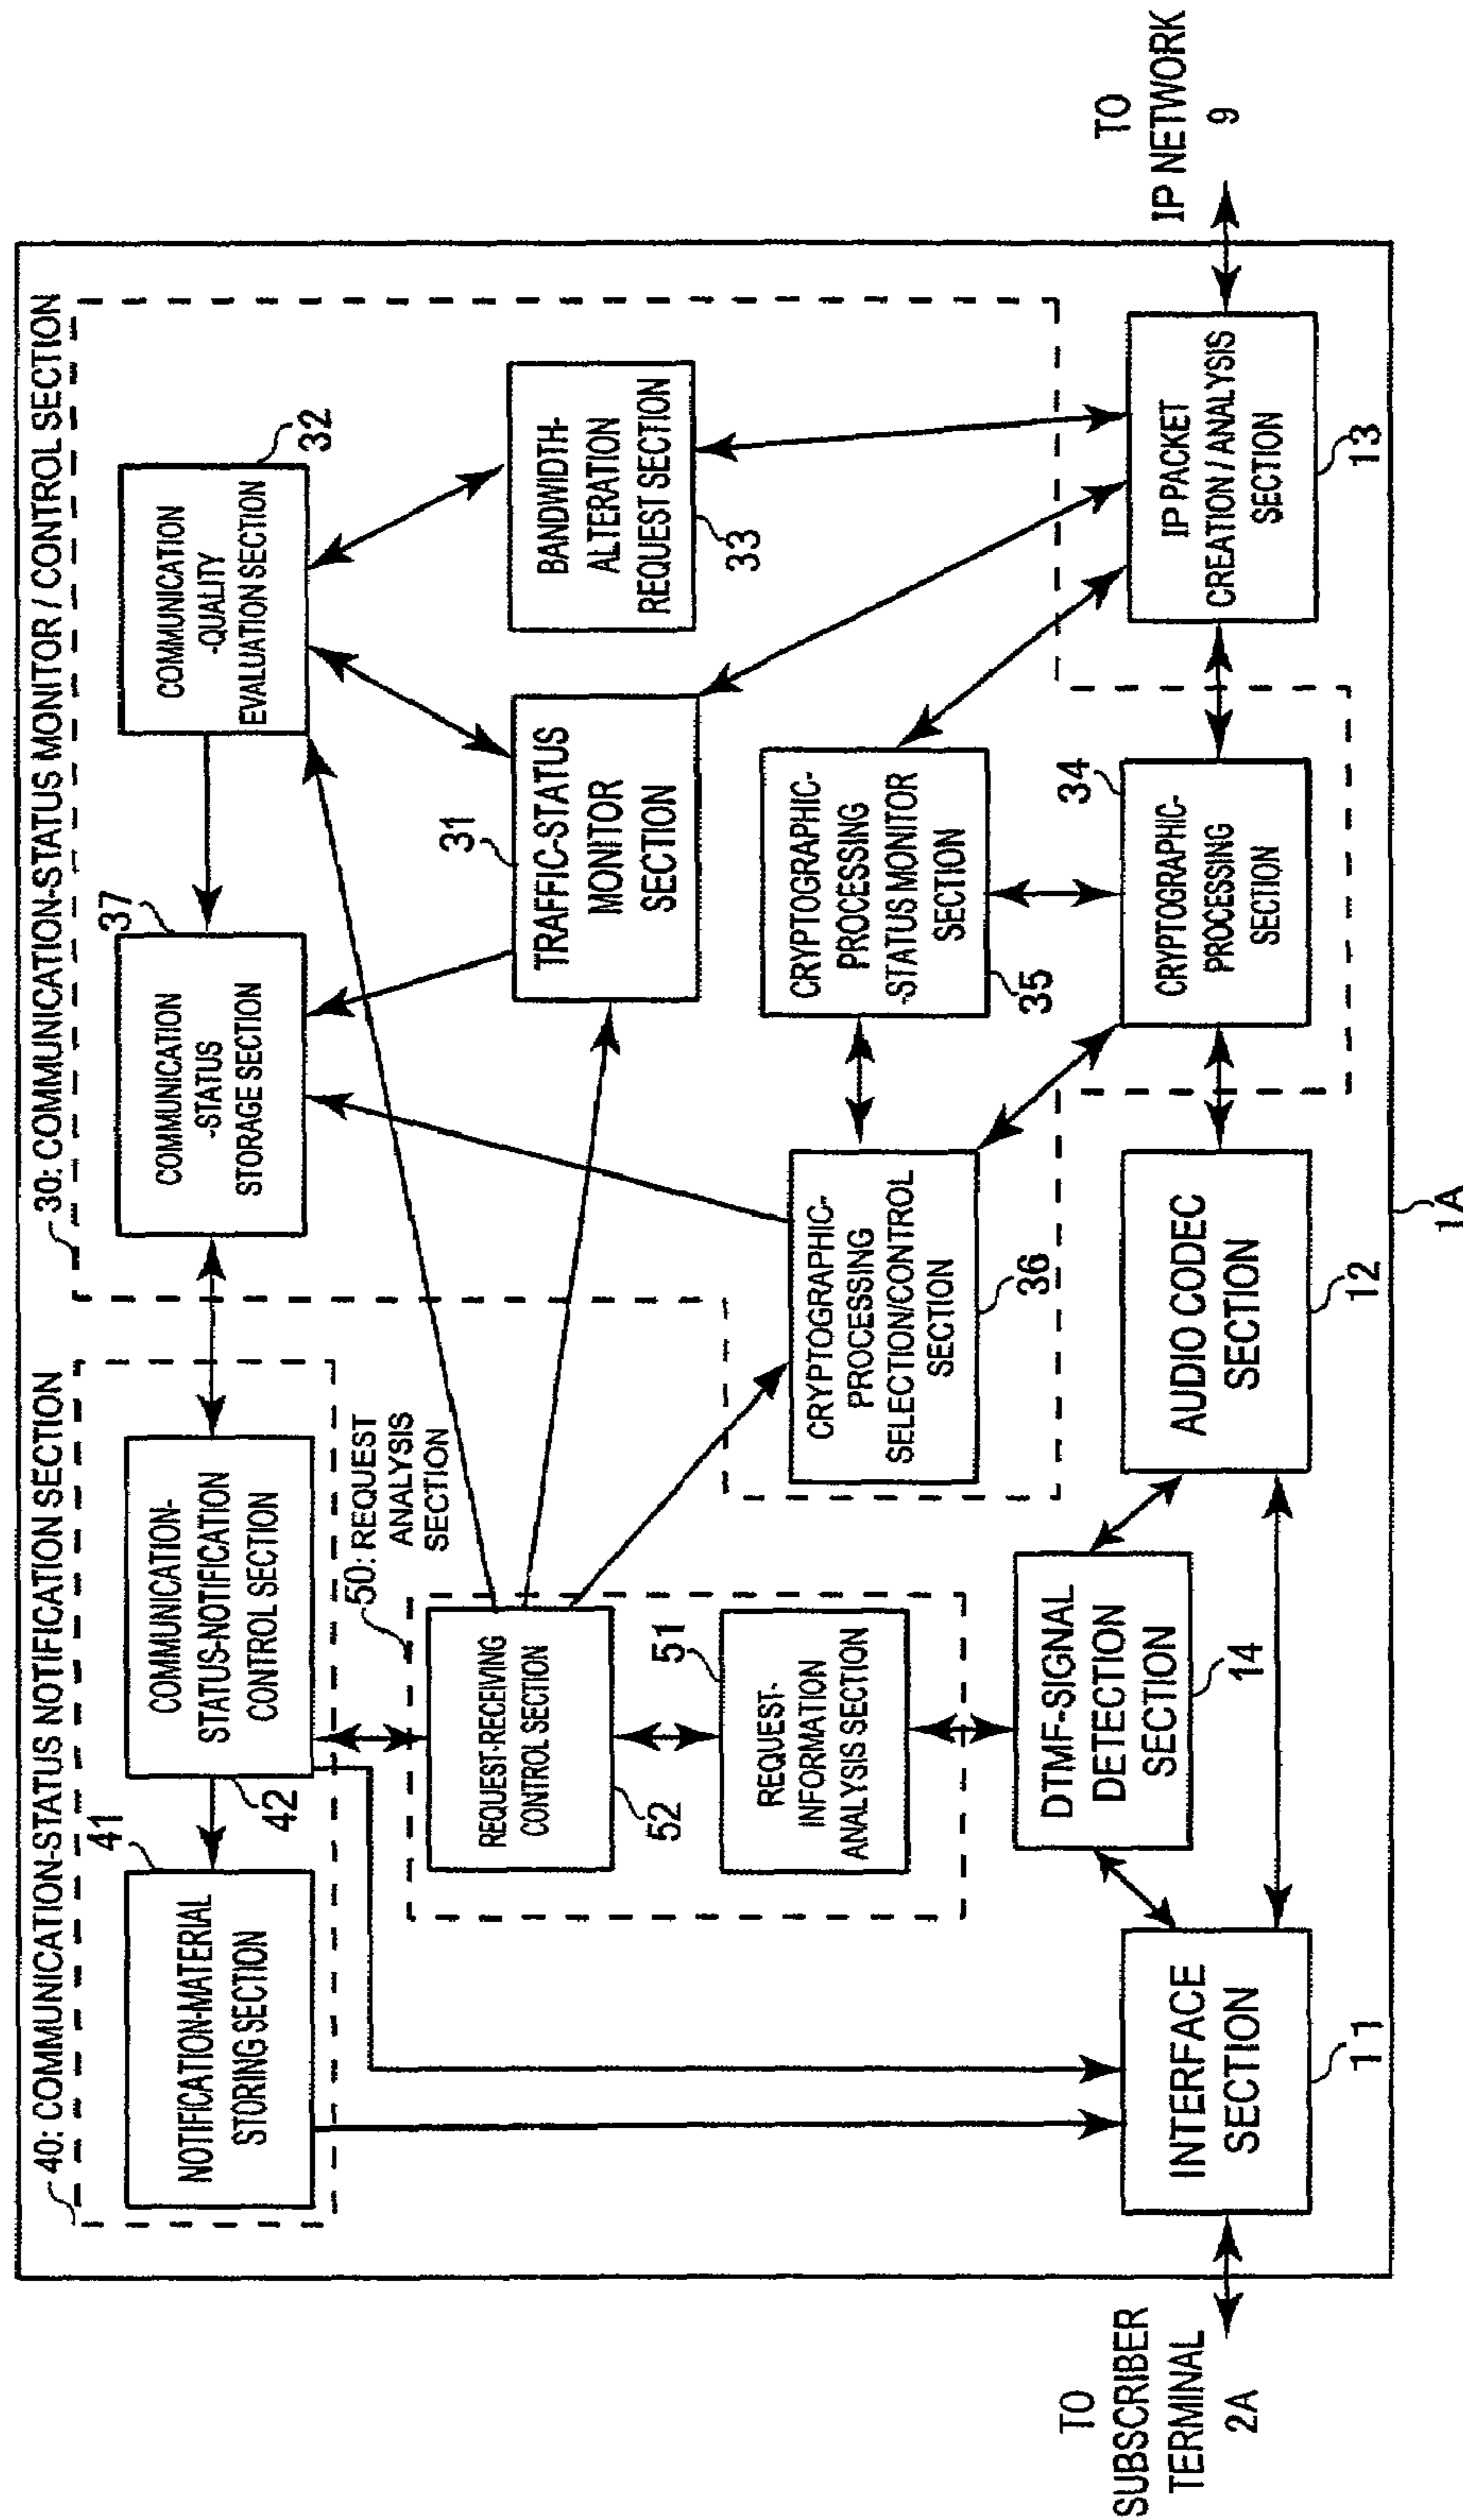 40: COMMUNICATION-STATUS NOTIFICATION SECTION
30: COMMUNICATION-STATUS MONITOR / CONTROL SECTION
41
NOTIFICATION-MATERIAL
STORING SECTION
42
COMMUNICATION-
STATUS-NOTIFICATION
CONTROL SECTION
37
COMMUNICATION
-STATUS
STORAGE SECTION
32
COMMUNICATION
-QUALITY
EVALUATION SECTION
50: REQUEST
ANALYSIS
SECTION
REQUEST-RECEIVING
CONTROL SECTION
52
51
REQUEST-
INFORMATION
ANALYSIS SECTION
31
TRAFFIC-STATUS
MONITOR
SECTION
BANDWIDTH-
ALTERATION
REQUEST SECTION
33
CRYPTOGRAPHIC-
PROCESSING
SELECTION/CONTROL
SECTION
36
CRYPTOGRAPHIC-
PROCESSING
-STATUS MONITOR
SECTION
35
DTMF-SIGNAL
DETECTION
SECTION
14
TO
SUBSCRIBER
TERMINAL
2A
INTERFACE
SECTION
11
AUDIO CODEC
SECTION
12
34
CRYPTOGRAPHIC-
PROCESSING
SECTION
IP PACKET
CREATION / ANALYSIS
SECTION
13
TO
IP NETWORK
9
1A